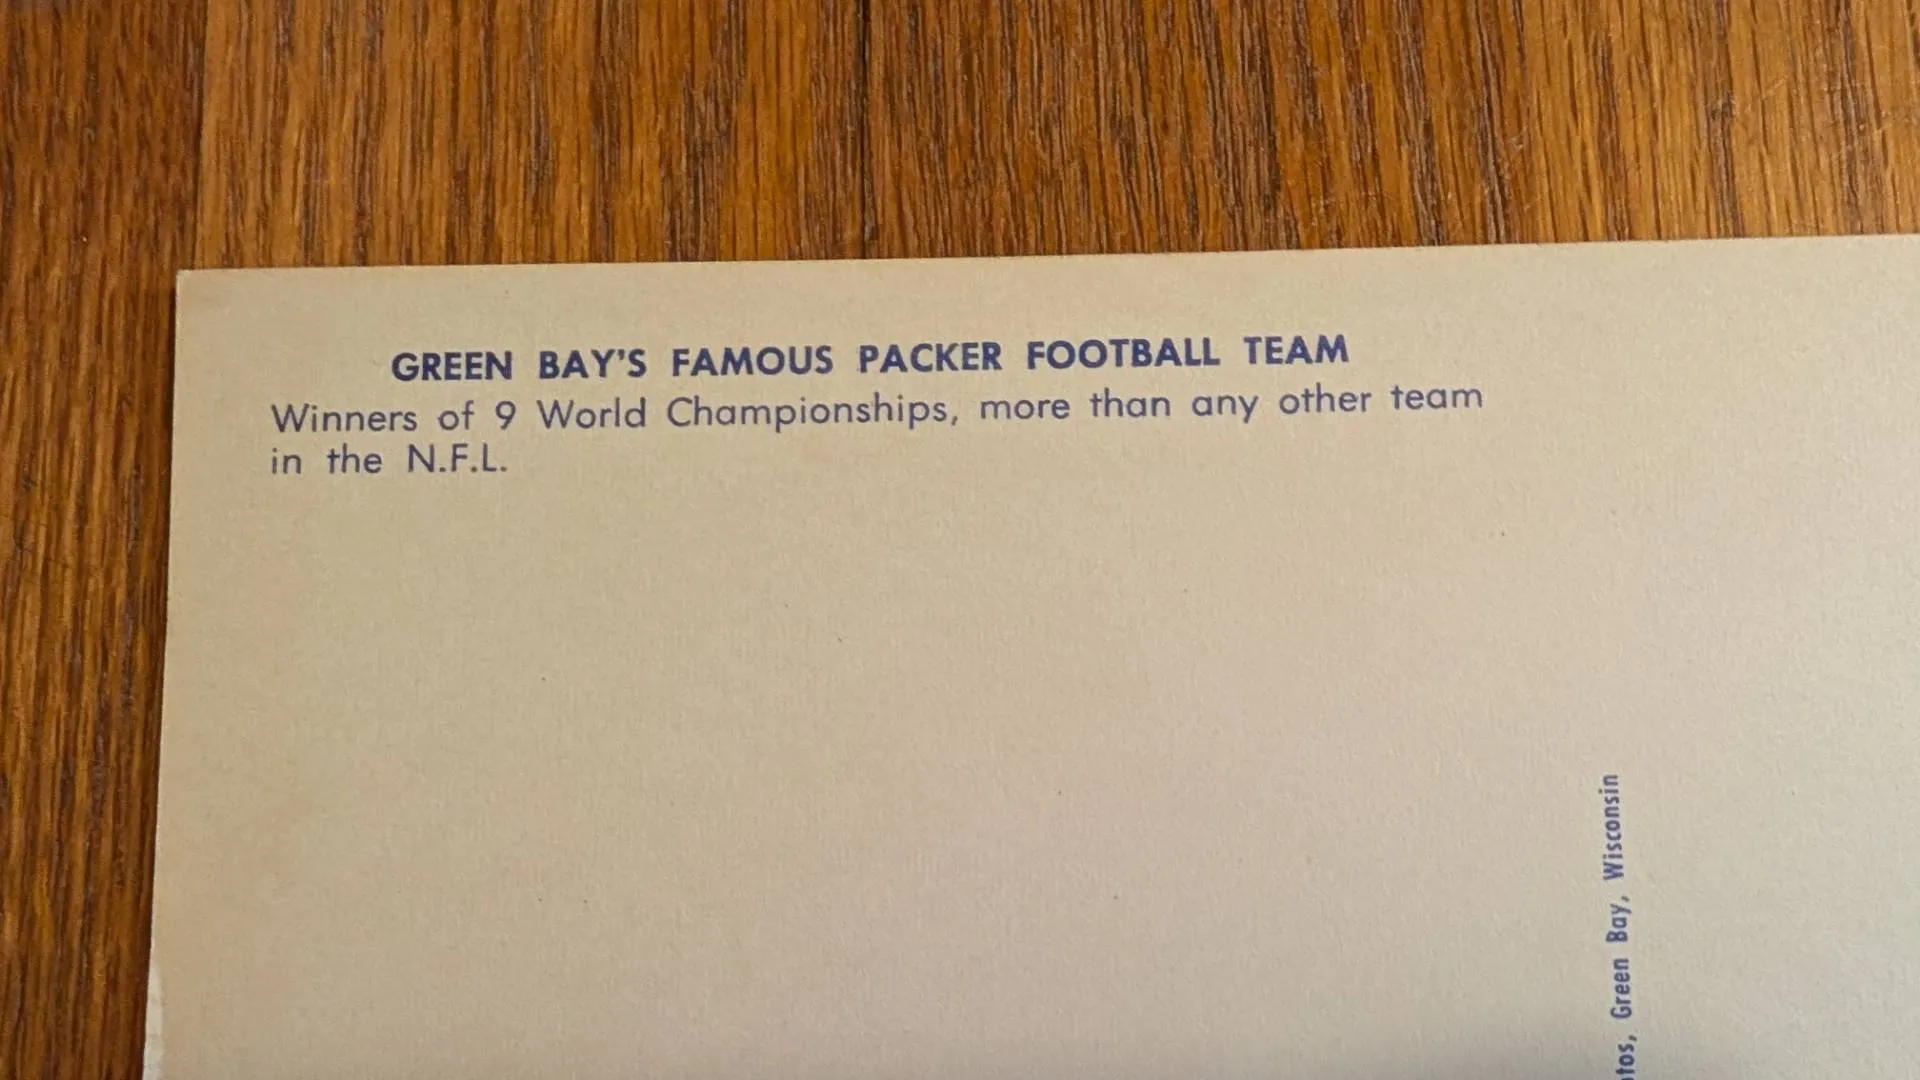 GREEN BAY'S FAMOUS PACKER FOOTBALL TEAM
Winners of 9 World Championships, more than any other team
in the N.F.L.
Green Bay, Wisconsin